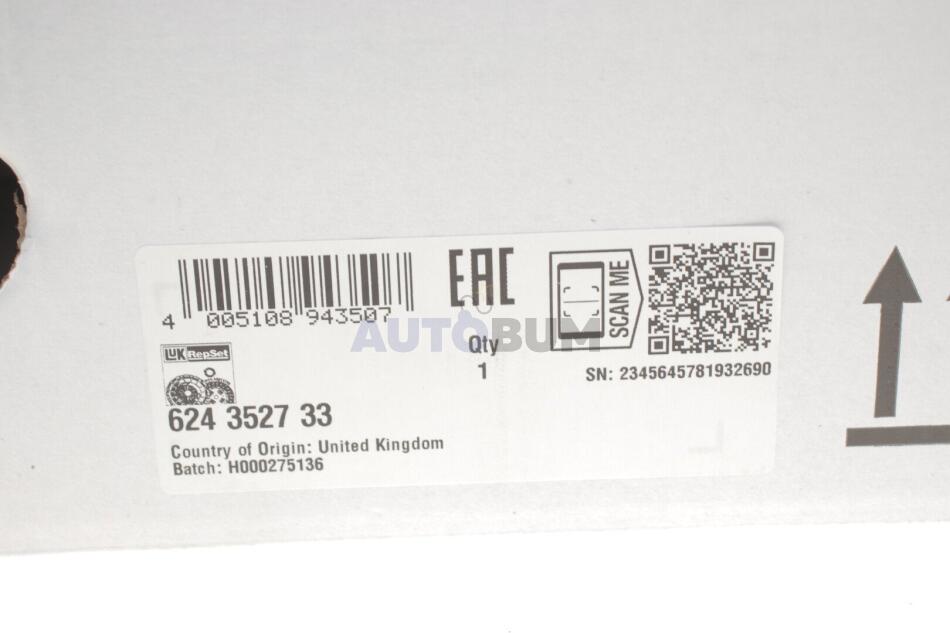 EAC
SCAN ME
4 005108 943507
AUTOBUM
LuK RepSet
Qty
1
SN: 2345645781932690
624 3527 33
Country of Origin: United Kingdom
Batch: H000275136